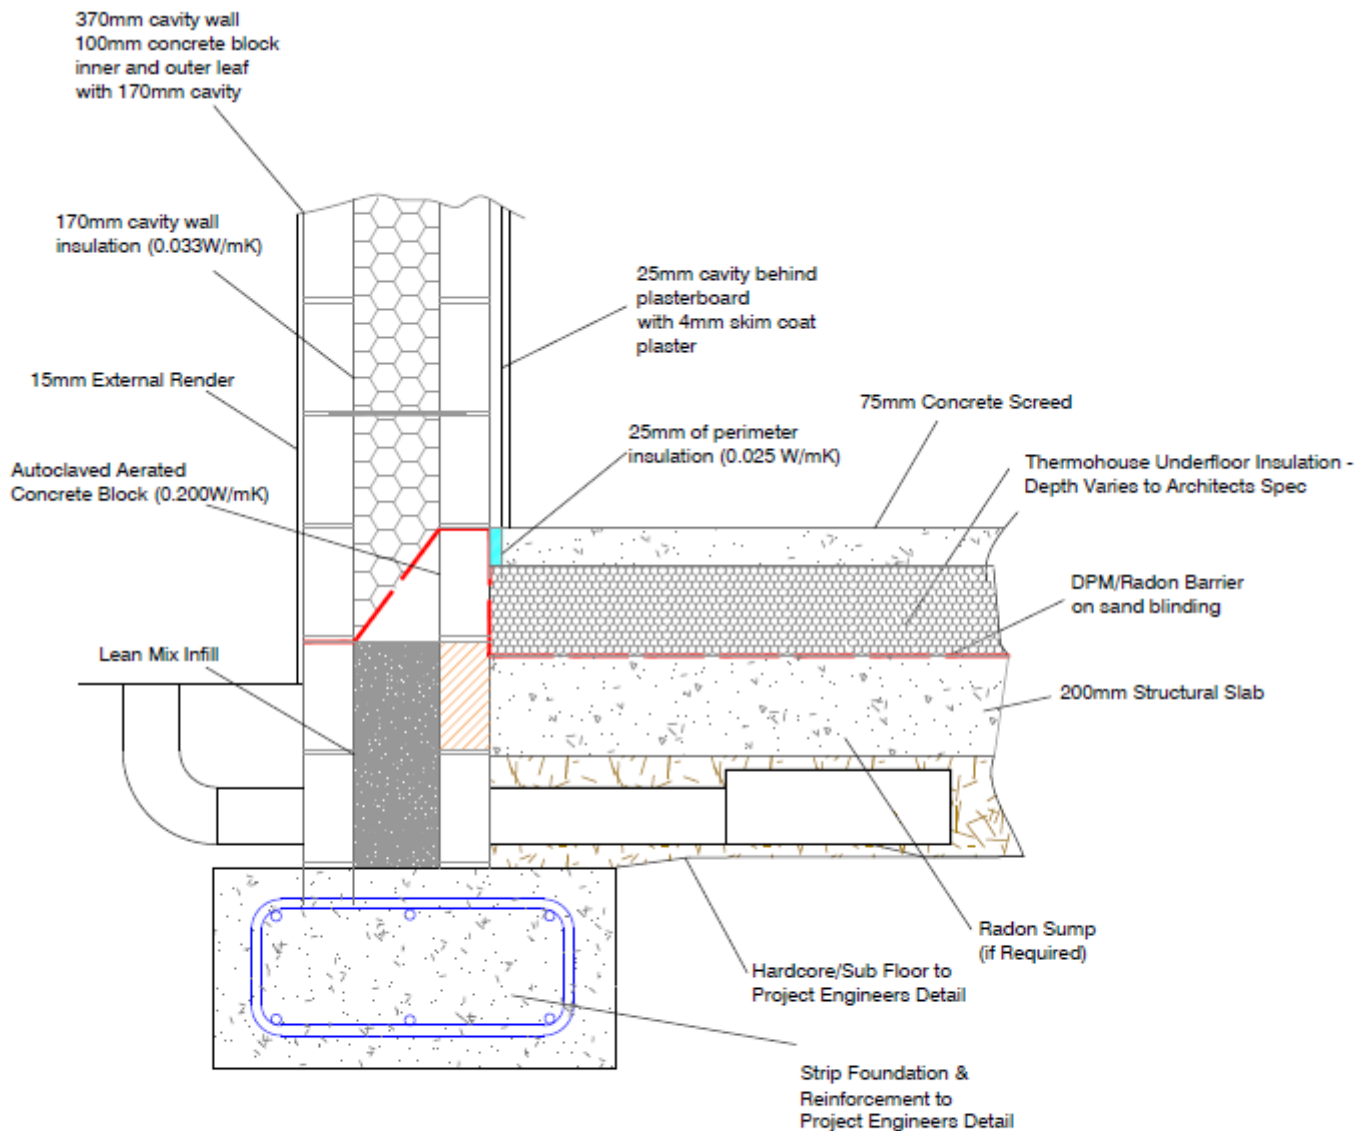 370mm cavity wall
100mm concrete block
inner and outer leaf
with 170mm cavity
170mm cavity wall
insulation (0.033W/mK)
25mm cavity behind
plasterboard
with 4mm skim coat
plaster
15mm External Render
75mm Concrete Screed
25mm of perimeter
insulation (0.025 W/mK)
Autoclaved Aerated
Concrete Block (0.200W/mK)
Thermohouse Underfloor Insulation -
Depth Varies to Architects Spec
DPM/Radon Barrier
on sand blinding
Lean Mix Infill
200mm Structural Slab
Radon Sump
(if Required)
Hardcore/Sub Floor to
Project Engineers Detail
Strip Foundation &
Reinforcement to
Project Engineers Detail